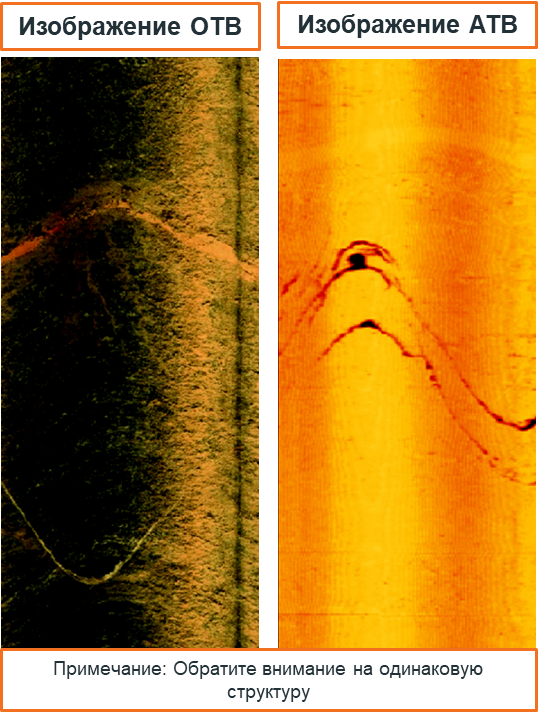 Изображение ОТВ
Изображение АТВ
Примечание: Обратите внимание на одинаковую
структуру